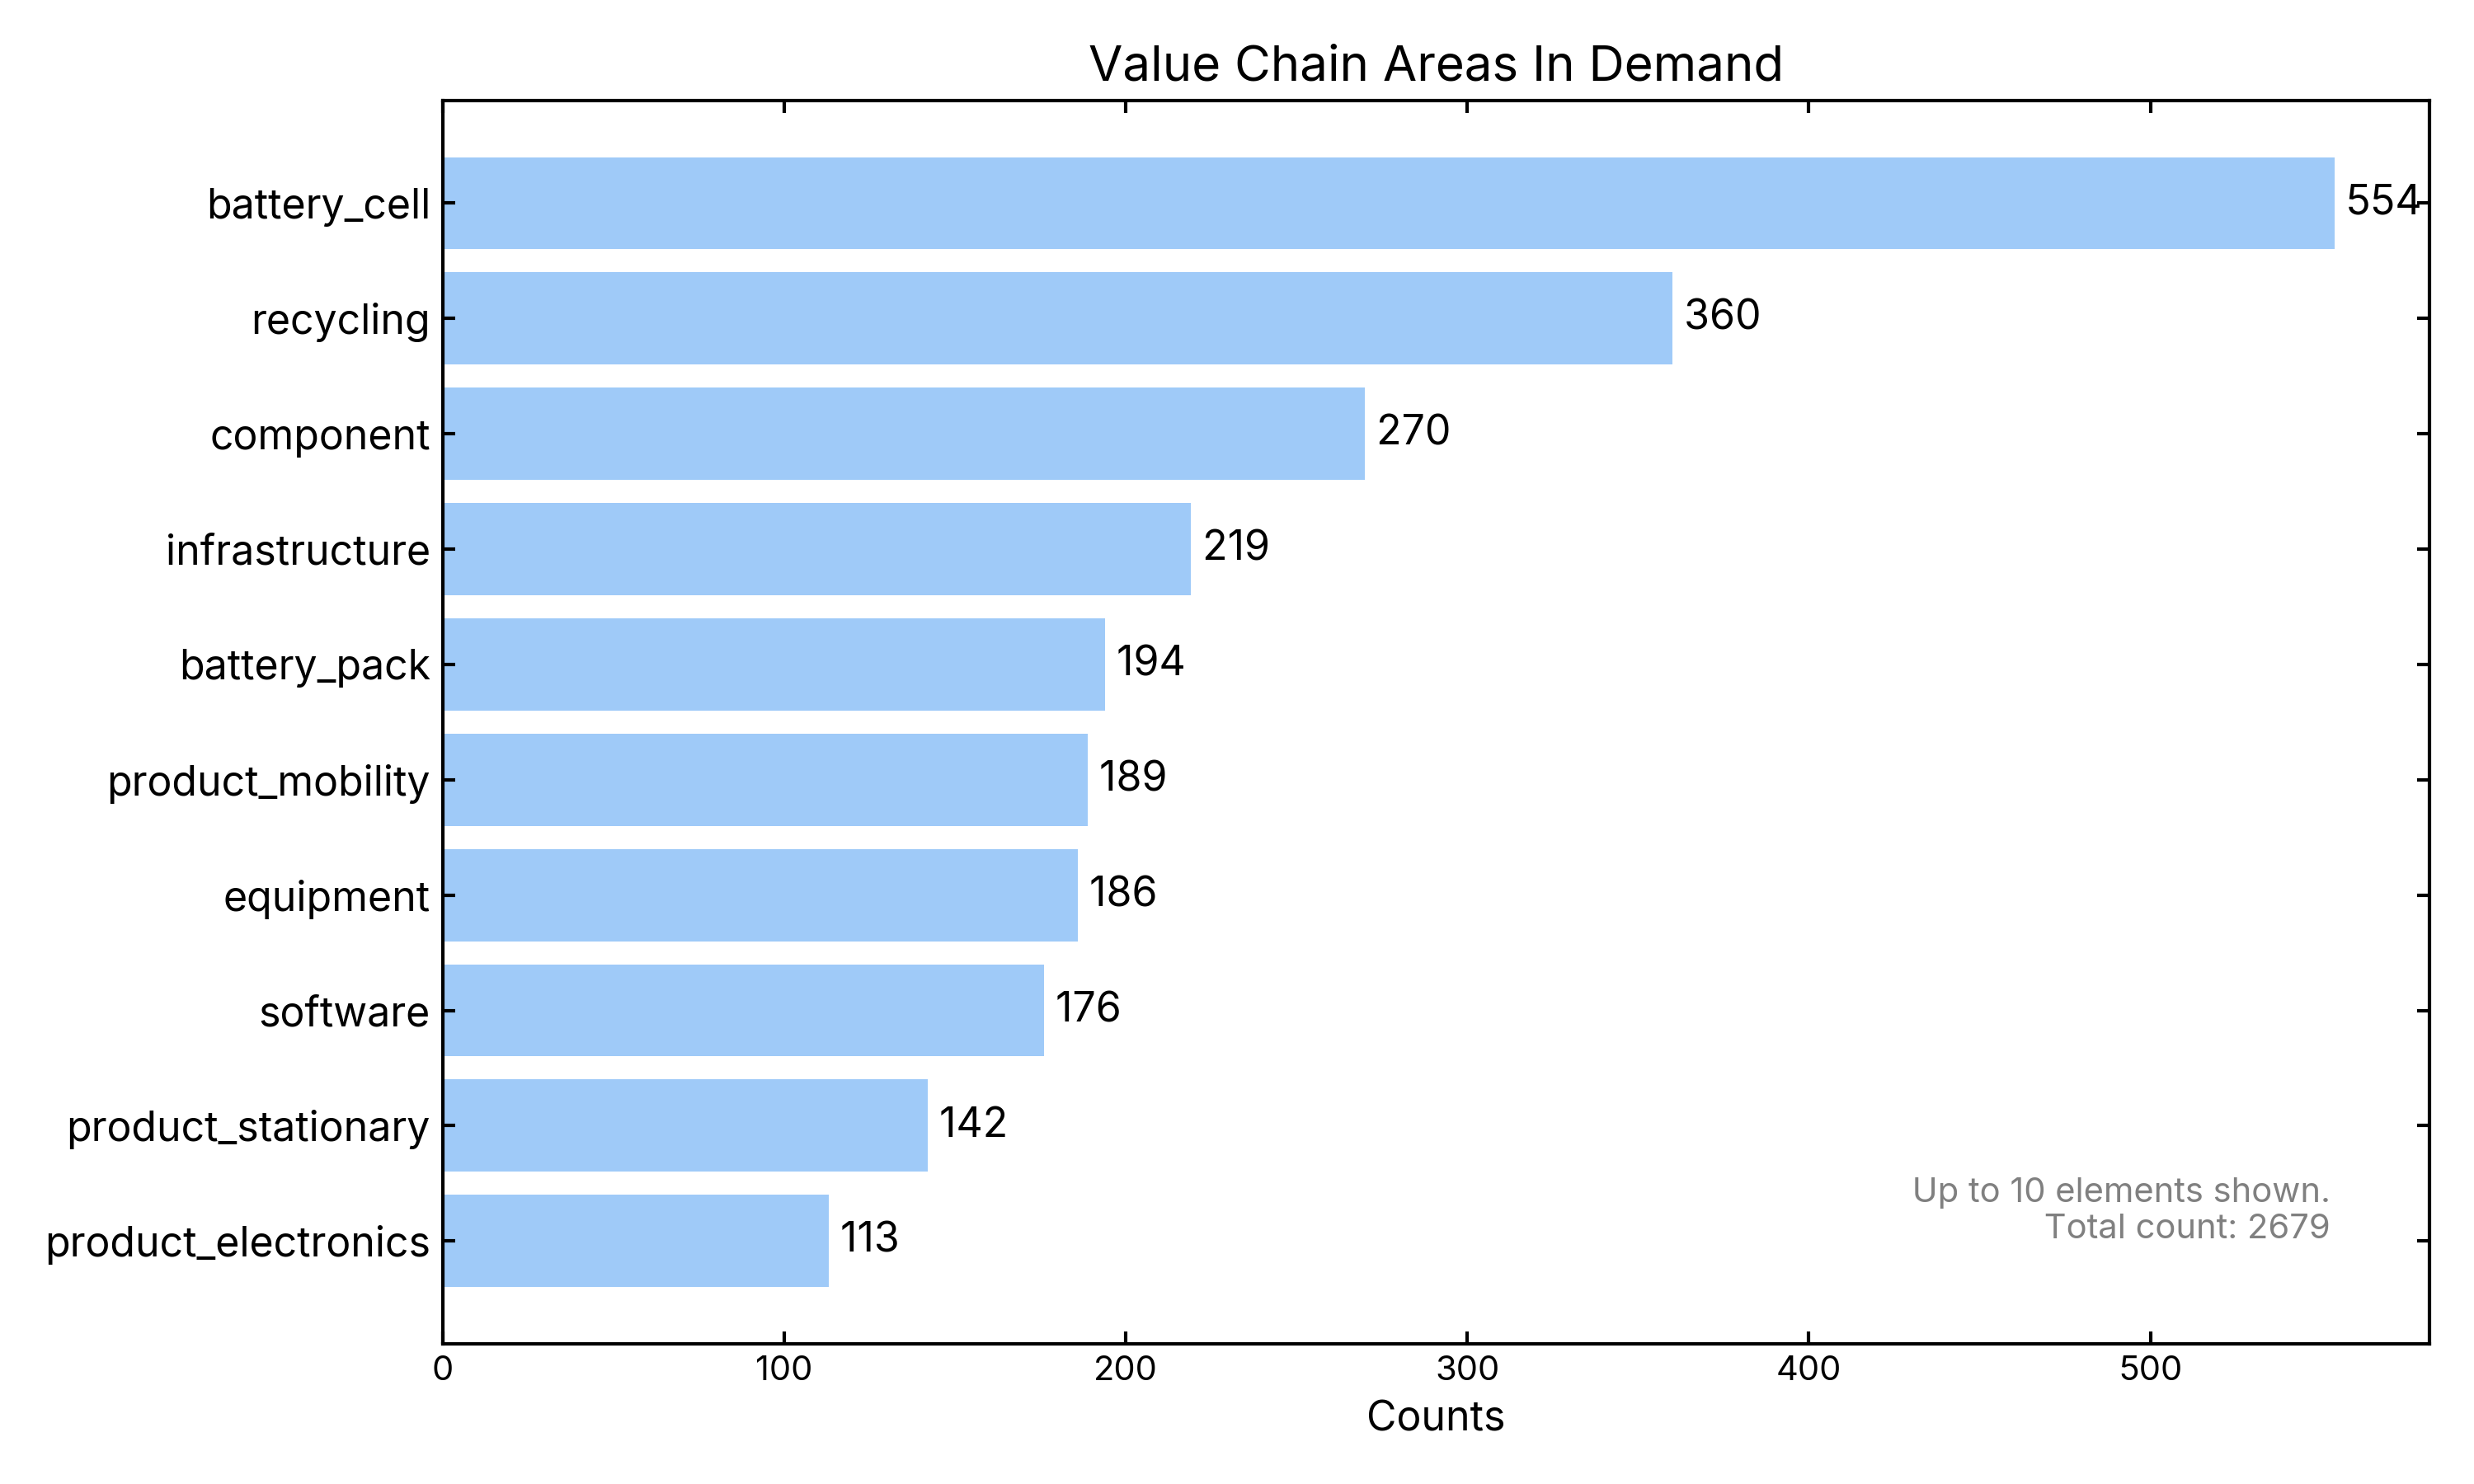 Value Chain Areas In Demand
battery_cell 554
recycling 360
component 270
infrastructure 219
battery_pack 194
product_mobility 189
equipment 186
software 176
product_stationary 142
product_electronics 113
Up to 10 elements shown.
Total count: 2679
0 100 200 300 400 500
Counts